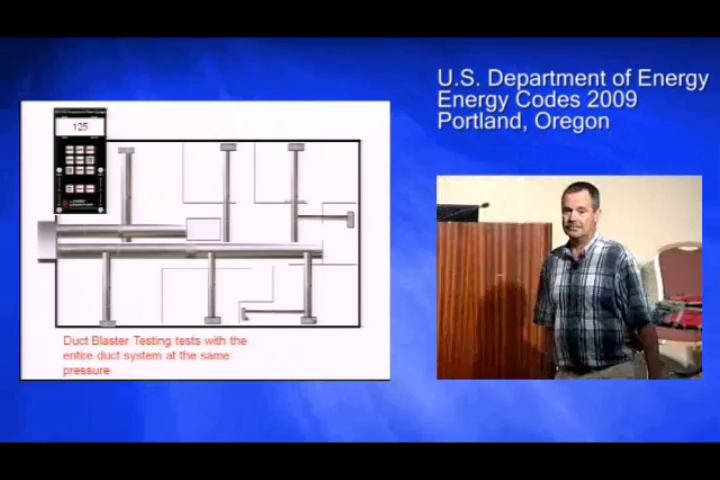 U.S. Department of Energy
Energy Codes 2009
Portland, Oregon
125
Duct Blaster Testing tests with the
entire duct system at the same
pressure